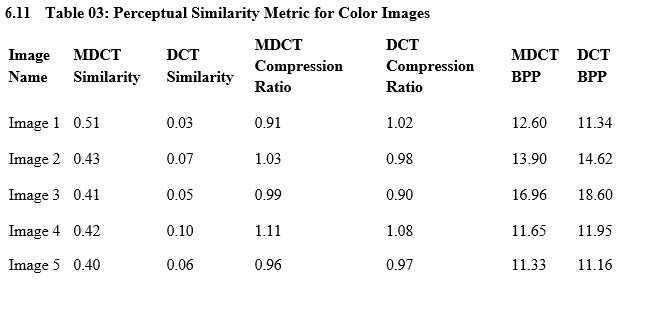 6.11 Table 03: Perceptual Similarity Metric for Color Images
Image Name MDCT Similarity DCT Similarity MDCT Compression Ratio DCT Compression Ratio MDCT BPP DCT BPP
Image 1 0.51 0.03 0.91 1.02 12.60 11.34
Image 2 0.43 0.07 1.03 0.98 13.90 14.62
Image 3 0.41 0.05 0.99 0.90 16.96 18.60
Image 4 0.42 0.10 1.11 1.08 11.65 11.95
Image 5 0.40 0.06 0.96 0.97 11.33 11.16